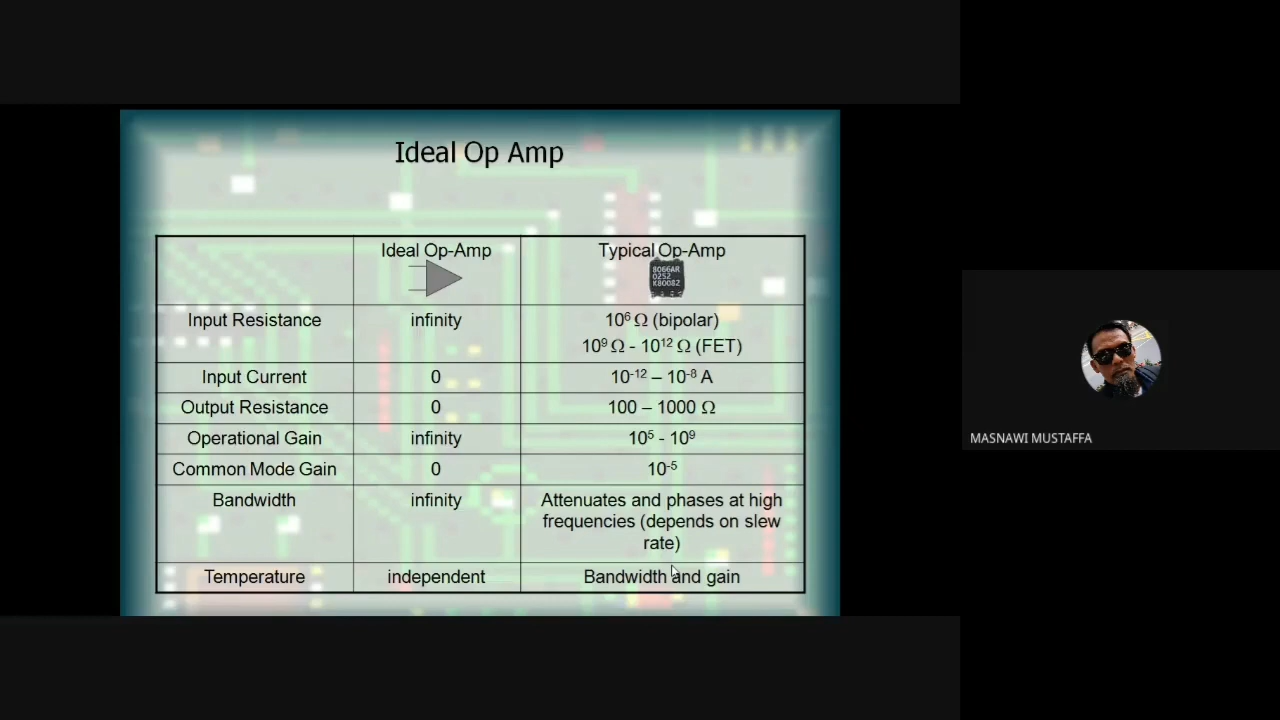 Ideal Op Amp
Ideal Op-Amp
Typical Op-Amp
8066AR
0252
K8008Z
Input Resistance
infinity
10⁶ Ω (bipolar)
10⁹ Ω - 10¹² Ω (FET)
Input Current
0
10⁻¹² – 10⁻⁸ A
Output Resistance
0
100 – 1000 Ω
Operational Gain
infinity
10⁵ - 10⁹
Common Mode Gain
0
10⁻⁵
Bandwidth
infinity
Attenuates and phases at high
frequencies (depends on slew
rate)
Temperature
independent
Bandwidth and gain
MASNAWI MUSTAFFA